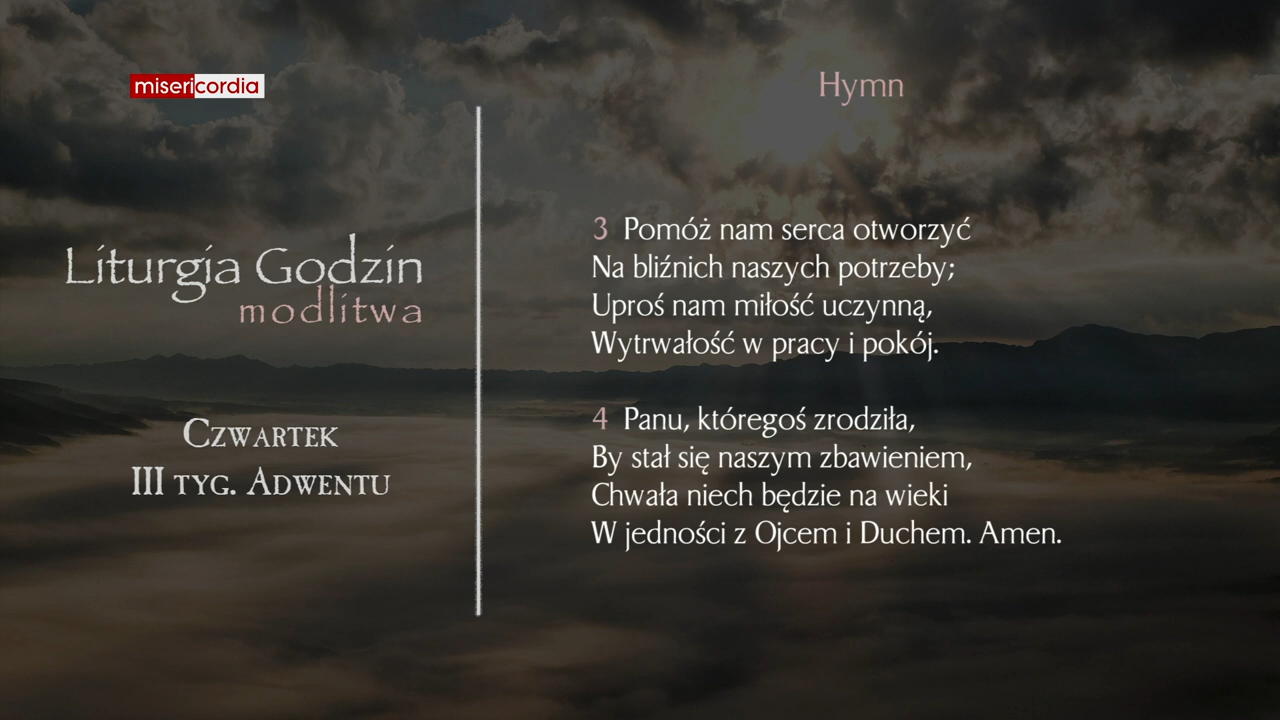 misericordia
Liturgia Godzin
modlitwa
Czwartek
III tyg. Adwentu
Hymn
3 Pomóż nam serca otworzyć
Na bliźnich naszych potrzeby;
Uproś nam miłość uczynną,
Wytrwałość w pracy i pokój.
4 Panu, któregoś zrodziła,
By stał się naszym zbawieniem,
Chwała niech będzie na wieki
W jedności z Ojcem i Duchem. Amen.